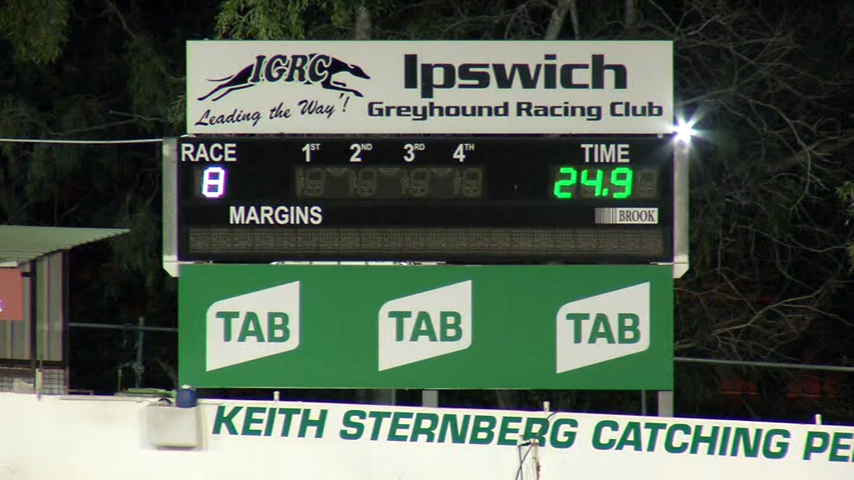 IGRC
Leading the Way'!
Ipswich
Greyhound Racing Club
RACE 1ST 2ND 3RD 4TH TIME
8 24.9
MARGINS BROOK
TAB TAB TAB
KEITH STERNBERG CATCHING PE